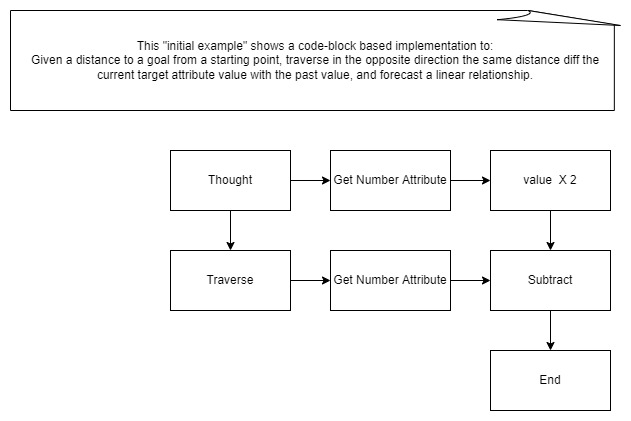 This "initial example" shows a code-block based implementation to:
Given a distance to a goal from a starting point, traverse in the opposite direction the same distance diff the
current target attribute value with the past value, and forecast a linear relationship.
Thought
Get Number Attribute
value X 2
Traverse
Get Number Attribute
Subtract
End